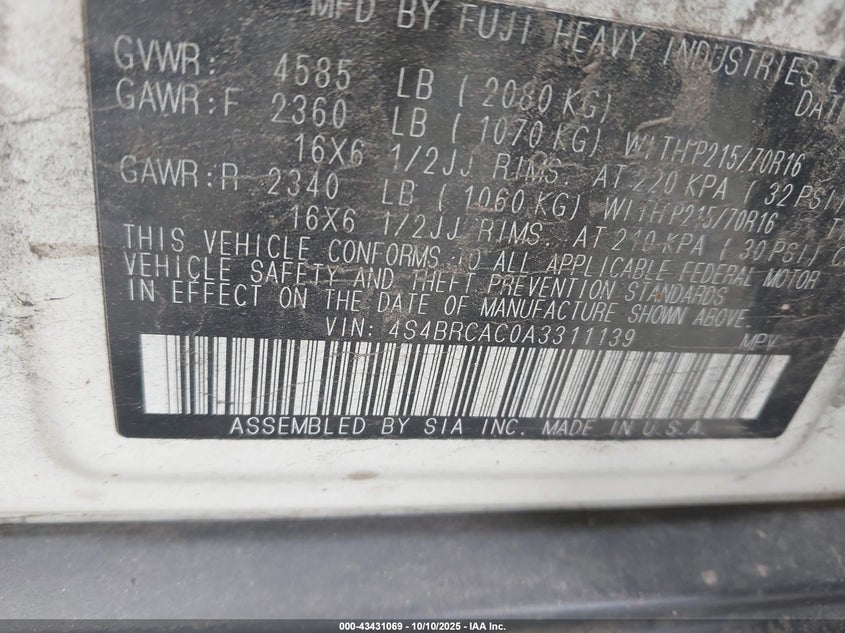 MFD BY FUJI HEAVY INDUSTRIES L
GVWR: 4585 LB ( 2080 KG) DAT
GAWR:F 2360 LB ( 1070 KG) WITH P215/70R16
16X6 1/2JJ RIMS. AT 220 KPA ( 32 PSI)
GAWR:R 2340 LB ( 1060 KG) WITH P215/70R16
16X6 1/2JJ RIMS. AT 210 KPA ( 30 PSI) C
THIS VEHICLE CONFORMS TO ALL APPLICABLE FEDERAL MOTOR
VEHICLE SAFETY AND THEFT PREVENTION STANDARDS
IN EFFECT ON THE DATE OF MANUFACTURE SHOWN ABOVE.
VIN: 4S4BRCAC0A3311139 MPV
ASSEMBLED BY SIA INC. MADE IN U.S.A.
000-43431069 - 10/10/2025 - IAA Inc.